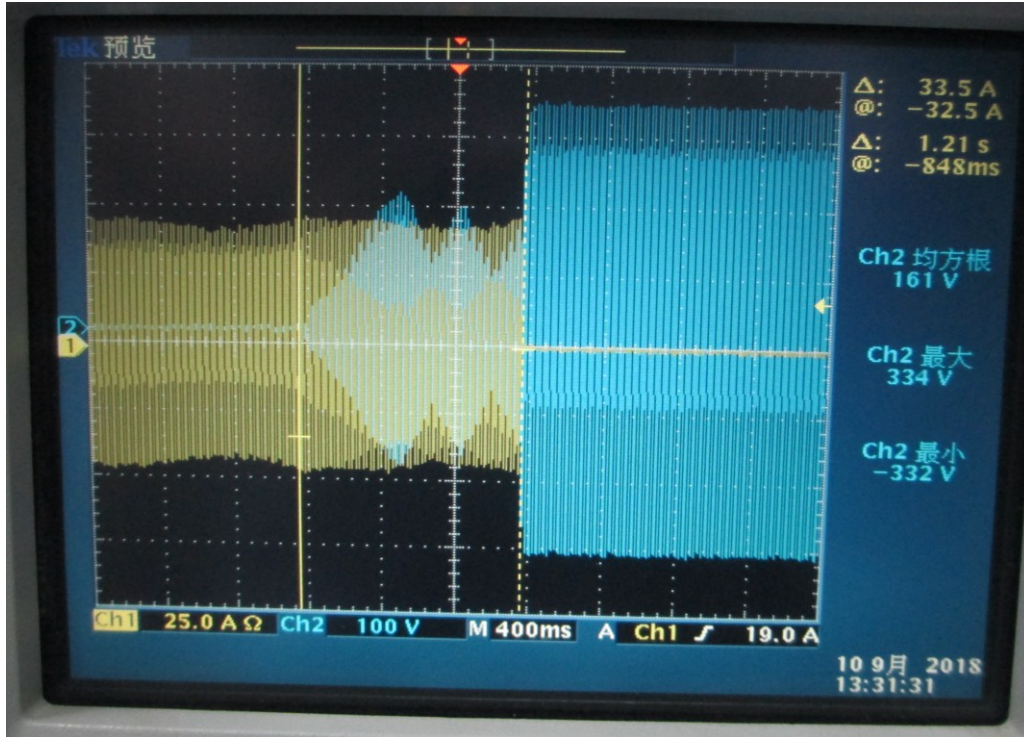 Tek 预览
Δ: 33.5 A
@: −32.5 A
Δ: 1.21 s
@: −848ms
Ch2 均方根
161 V
2
1
Ch2 最大
334 V
Ch2 最小
−332 V
Ch1 25.0 A Ω Ch2 100 V M 400ms A Ch1 ƒ 19.0 A
10 9月 2018
13:31:31